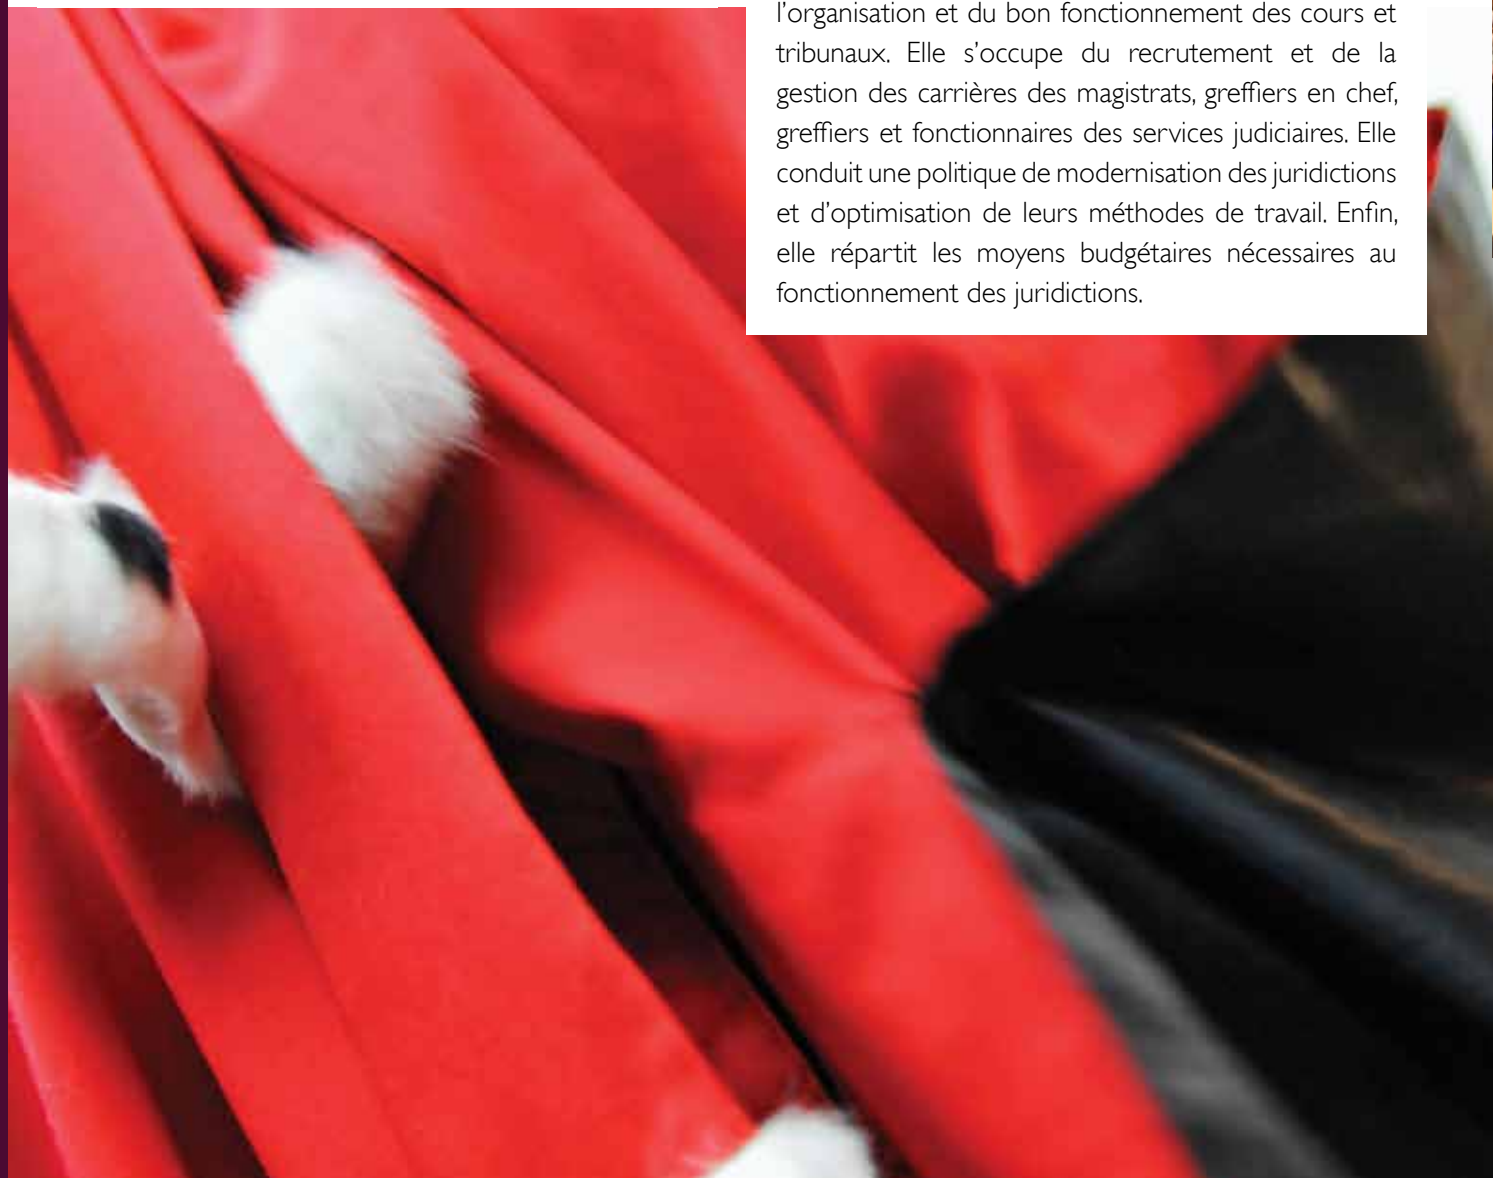 l’organisation et du bon fonctionnement des cours et
tribunaux. Elle s’occupe du recrutement et de la
gestion des carrières des magistrats, greffiers en chef,
greffiers et fonctionnaires des services judiciaires. Elle
conduit une politique de modernisation des juridictions
et d’optimisation de leurs méthodes de travail. Enfin,
elle répartit les moyens budgétaires nécessaires au
fonctionnement des juridictions.